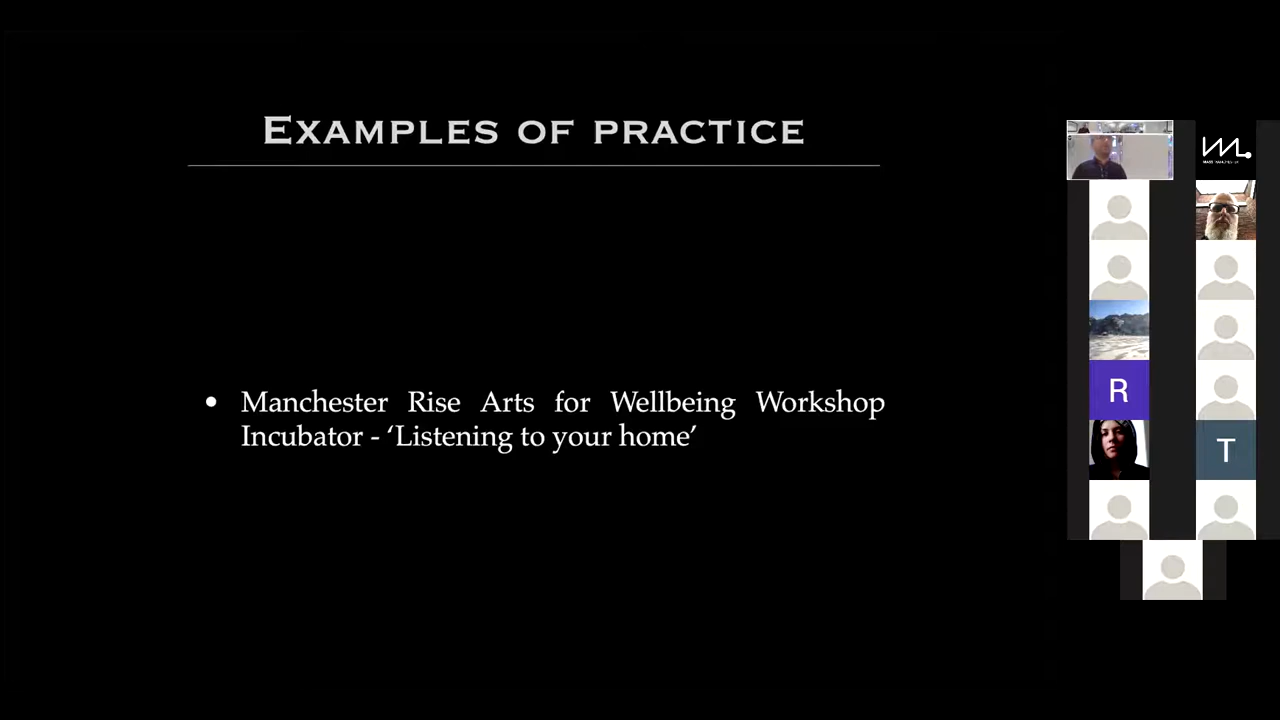 Examples of practice
• Manchester Rise Arts for Wellbeing Workshop
Incubator - ‘Listening to your home’
R
T